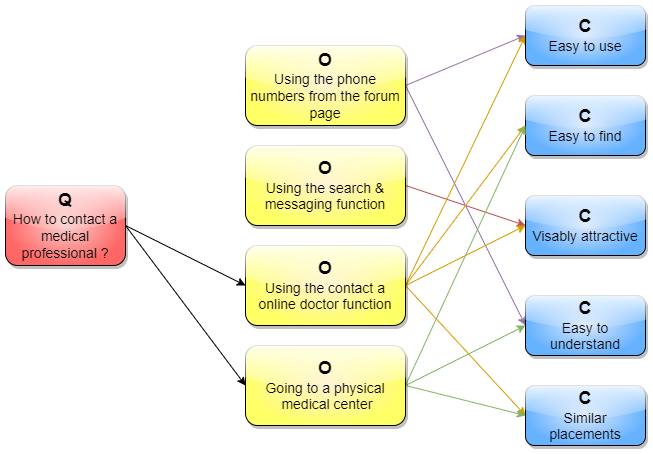 Q
How to contact a
medical
professional ?
O
Using the phone
numbers from the forum
page
O
Using the search &
messaging function
O
Using the contact a
online doctor function
O
Going to a physical
medical center
C
Easy to use
C
Easy to find
C
Visably attractive
C
Easy to
understand
C
Similar
placements